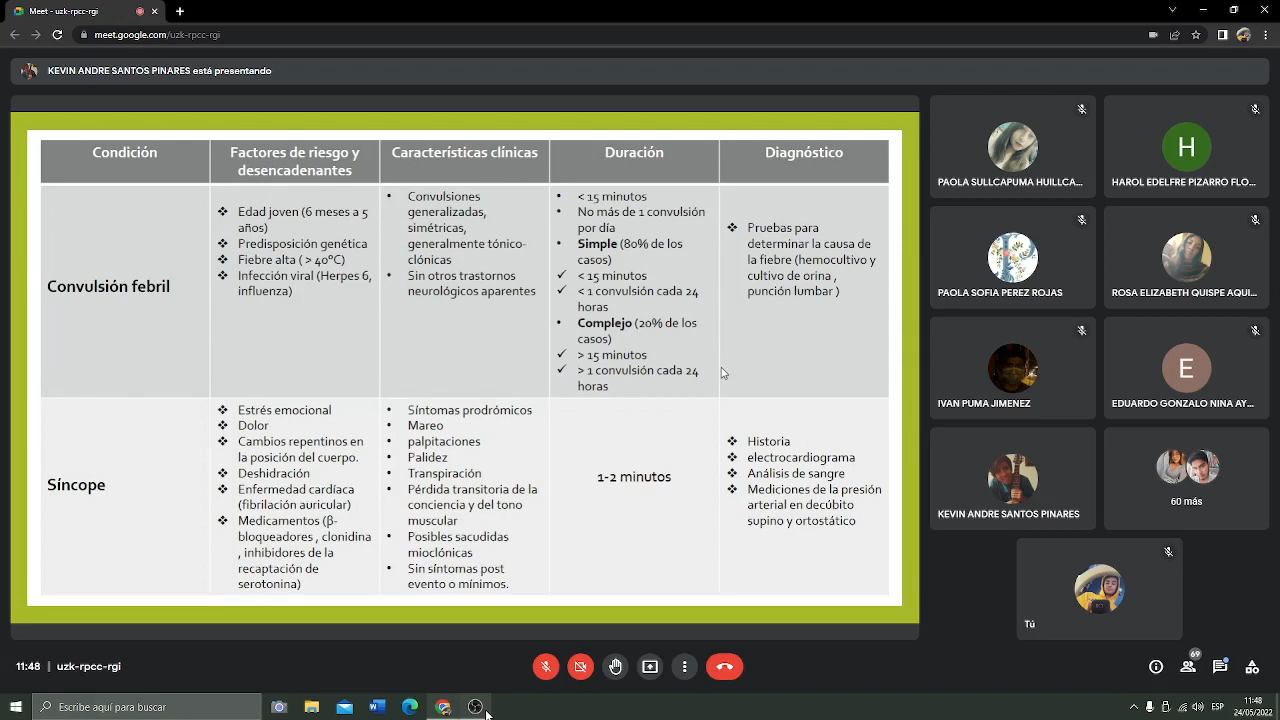 Meet - uzk-rpcc-rgi
meet.google.com/uzk-rpcc-rgi
KEVIN ANDRE SANTOS PINARES está presentando
Condición
Factores de riesgo y
desencadenantes
Características clínicas
Duración
Diagnóstico
Convulsión febril
❖ Edad joven (6 meses a 5
años)
❖ Predisposición genética
❖ Fiebre alta ( > 40ºC)
❖ Infección viral (Herpes 6,
influenza)
• Convulsiones
generalizadas,
simétricas,
generalmente tónico-
clónicas
• Sin otros trastornos
neurológicos aparentes
• < 15 minutos
• No más de 1 convulsión
por día
• Simple (80% de los
casos)
✓ < 15 minutos
✓ < 1 convulsión cada 24
horas
• Complejo (20% de los
casos)
✓ > 15 minutos
✓ > 1 convulsión cada 24
horas
❖ Pruebas para
determinar la causa de
la fiebre (hemocultivo y
cultivo de orina ,
punción lumbar )
Síncope
❖ Estrés emocional
❖ Dolor
❖ Cambios repentinos en
la posición del cuerpo.
❖ Deshidratación
❖ Enfermedad cardíaca
(fibrilación auricular)
❖ Medicamentos (β-
bloqueadores , clonidina
, inhibidores de la
recaptación de
serotonina)
• Síntomas prodrómicos
• Mareo
• palpitaciones
• Palidez
• Transpiración
• Pérdida transitoria de la
conciencia y del tono
muscular
• Posibles sacudidas
mioclónicas
• Sin síntomas post
evento o mínimos.
1-2 minutos
❖ Historia
❖ electrocardiograma
❖ Análisis de sangre
❖ Mediciones de la presión
arterial en decúbito
supino y ortostático
PAOLA SULLCAPUMA HUILLCA...
H
HAROL EDELFRE PIZARRO FLO...
PAOLA SOFIA PEREZ ROJAS
ROSA ELIZABETH QUISPE AQUI...
IVAN PUMA JIMENEZ
E
EDUARDO GONZALO NINA AY...
KEVIN ANDRE SANTOS PINARES
60 más
Tú
11:48 | uzk-rpcc-rgi
69
Escribe aquí para buscar
ESP
11:48
24/05/2022